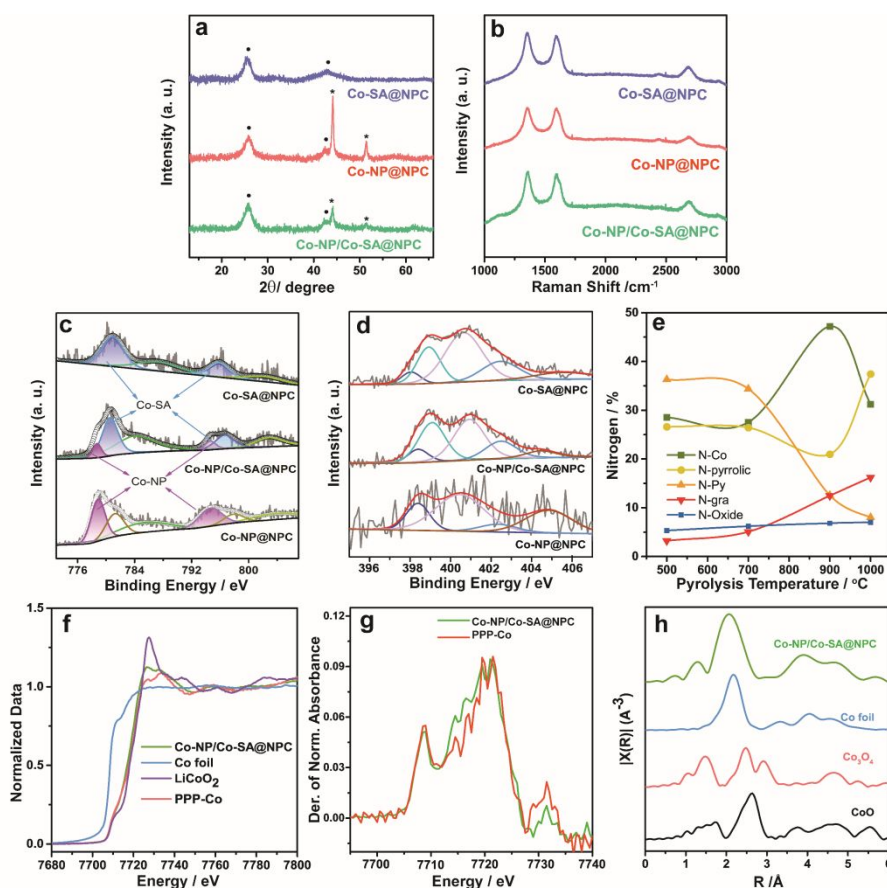 a
Intensity (a. u.)
Co-SA@NPC
Co-NP@NPC
Co-NP/Co-SA@NPC
20 30 40 50 60
2θ/ degree
b
Intensity (a. u.)
Co-SA@NPC
Co-NP@NPC
Co-NP/Co-SA@NPC
1000 1500 2000 2500 3000
Raman Shift /cm-1
c
Intensity (a. u.)
Co-SA@NPC
Co-SA
Co-NP/Co-SA@NPC
Co-NP
Co-NP@NPC
776 784 792 800 808
Binding Energy / eV
d
Intensity (a. u.)
Co-SA@NPC
Co-NP/Co-SA@NPC
Co-NP@NPC
396 398 400 402 404 406
Binding Energy / eV
e
Nitrogen / %
50
40
30
20
10
0
N-Co
N-pyrrolic
N-Py
N-gra
N-Oxide
500 600 700 800 900 1000
Pyrolysis Temperature / °C
f
Normalized Data
1.5
1.0
0.5
0.0
Co-NP/Co-SA@NPC
Co foil
LiCoO2
PPP-Co
7680 7700 7720 7740 7760 7780 7800
Energy / eV
g
Der. of Norm. Absorbance
0.12
0.09
0.06
0.03
0.00
Co-NP/Co-SA@NPC
PPP-Co
7700 7710 7720 7730 7740
Energy / eV
h
|X(R)| (A-3)
Co-NP/Co-SA@NPC
Co foil
Co3O4
CoO
0 1 2 3 4 5 6
R /Å